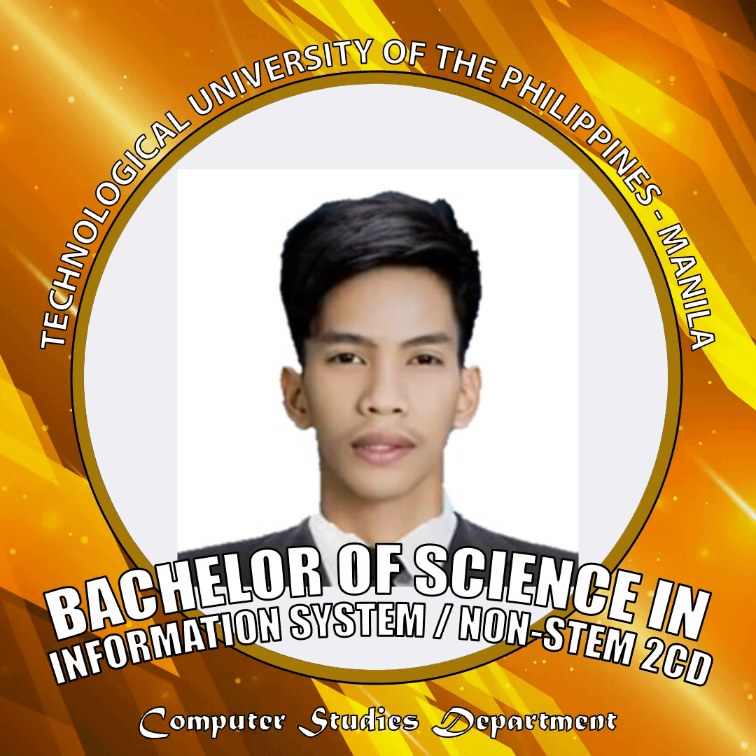 TECHNOLOGICAL UNIVERSITY OF THE PHILIPPINES - MANILA
BACHELOR OF SCIENCE IN
INFORMATION SYSTEM / NON-STEM 2CD
Computer Studies Department